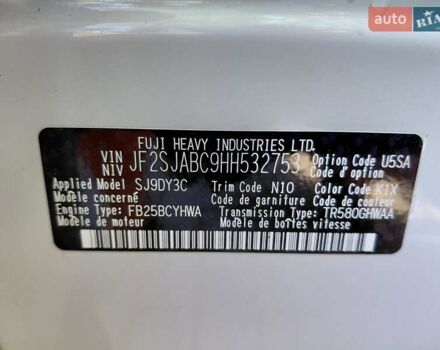 auto RIA
FUJI HEAVY INDUSTRIES LTD.
VIN
NIV JF2SJABC9HH532753 Option Code U5SA
Code d'option
Applied Model SJ9DY3C Trim Code N10 Color Code K1X
Modèle concerné Code de garniture Code de couleur
Engine Type: FB25BCYHWA Transmission Type: TR580GHWAA
Modèle de moteur Modèle de boîtes vitesse